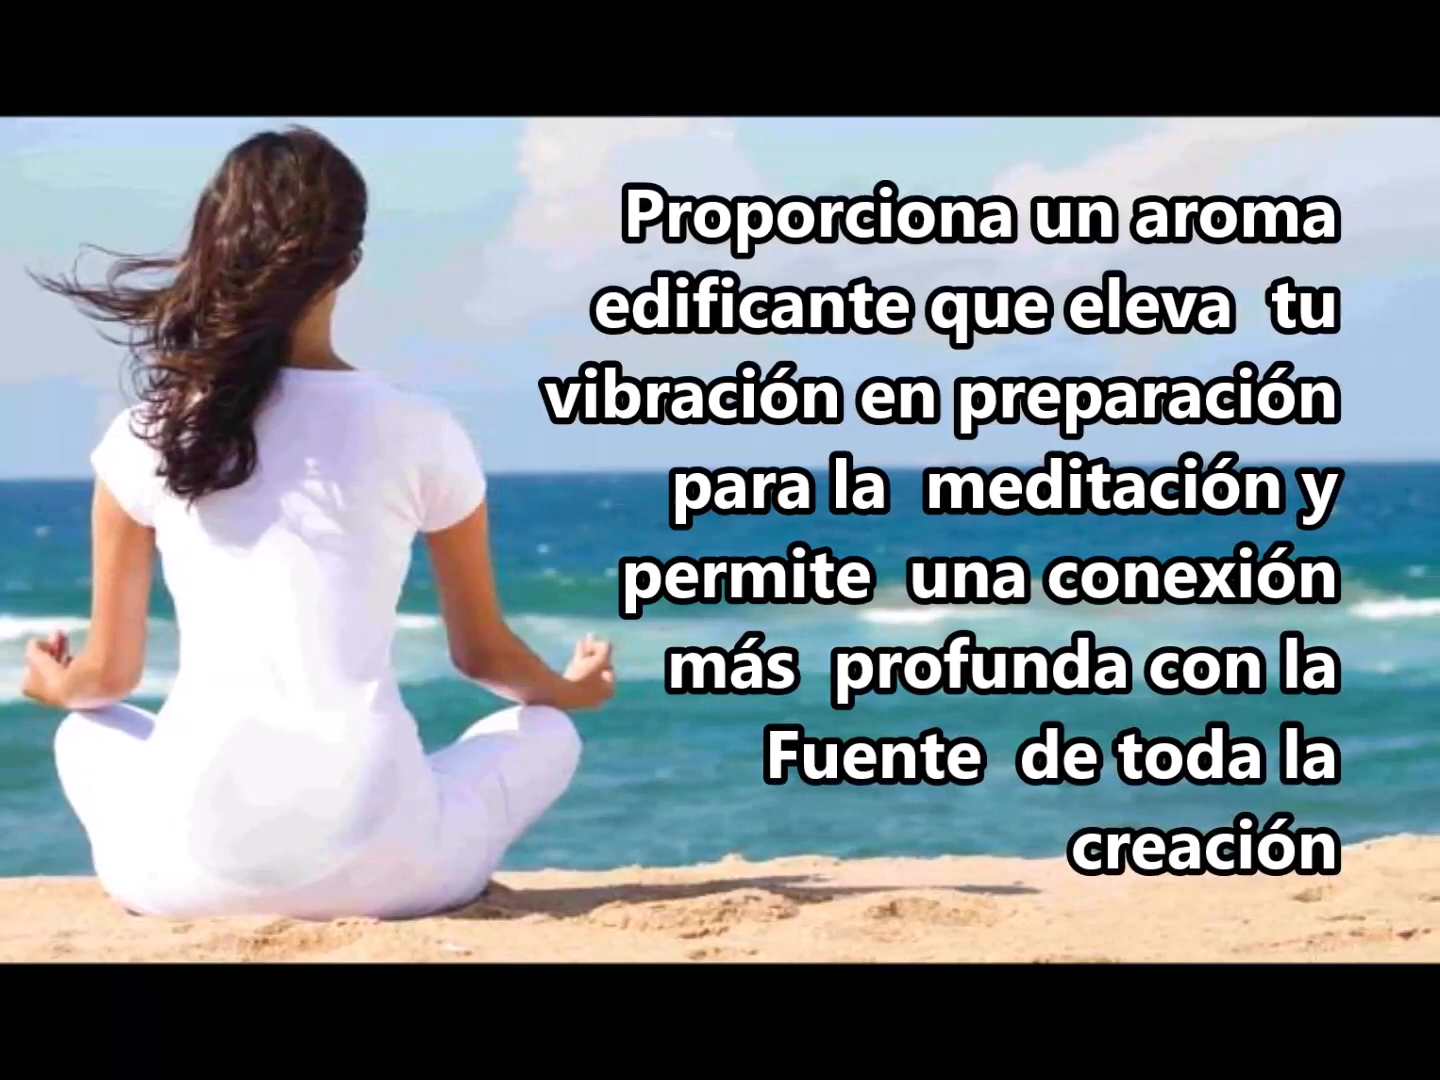 Proporciona un aroma
edificante que eleva tu
vibración en preparación
para la meditación y
permite una conexión
más profunda con la
Fuente de toda la
creación